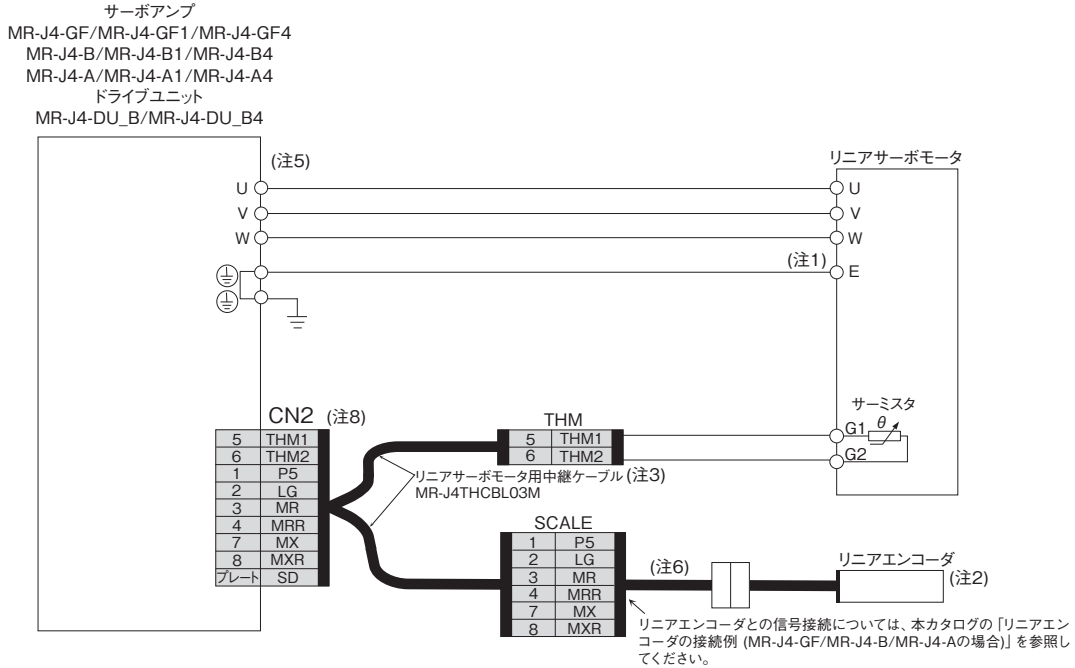 サーボアンプ
MR-J4-GF/MR-J4-GF1/MR-J4-GF4
MR-J4-B/MR-J4-B1/MR-J4-B4
MR-J4-A/MR-J4-A1/MR-J4-A4
ドライブユニット
MR-J4-DU_B/MR-J4-DU_B4
(注5)
リニアサーボモータ
U
U
V
V
W
W
(注1)
E
CN2 (注8)
5 THM1
6 THM2
1 P5
2 LG
3 MR
4 MRR
7 MX
8 MXR
プレート SD
THM
5 THM1
6 THM2
サーミスタ
θ
G1
G2
リニアサーボモータ用中継ケーブル (注3)
MR-J4THCBL03M
SCALE
1 P5
2 LG
3 MR
4 MRR
7 MX
8 MXR
(注6)
リニアエンコーダ
(注2)
リニアエンコーダとの信号接続については、本カタログの「リニアエン
コーダの接続例 (MR-J4-GF/MR-J4-B/MR-J4-Aの場合)」を参照し
てください。